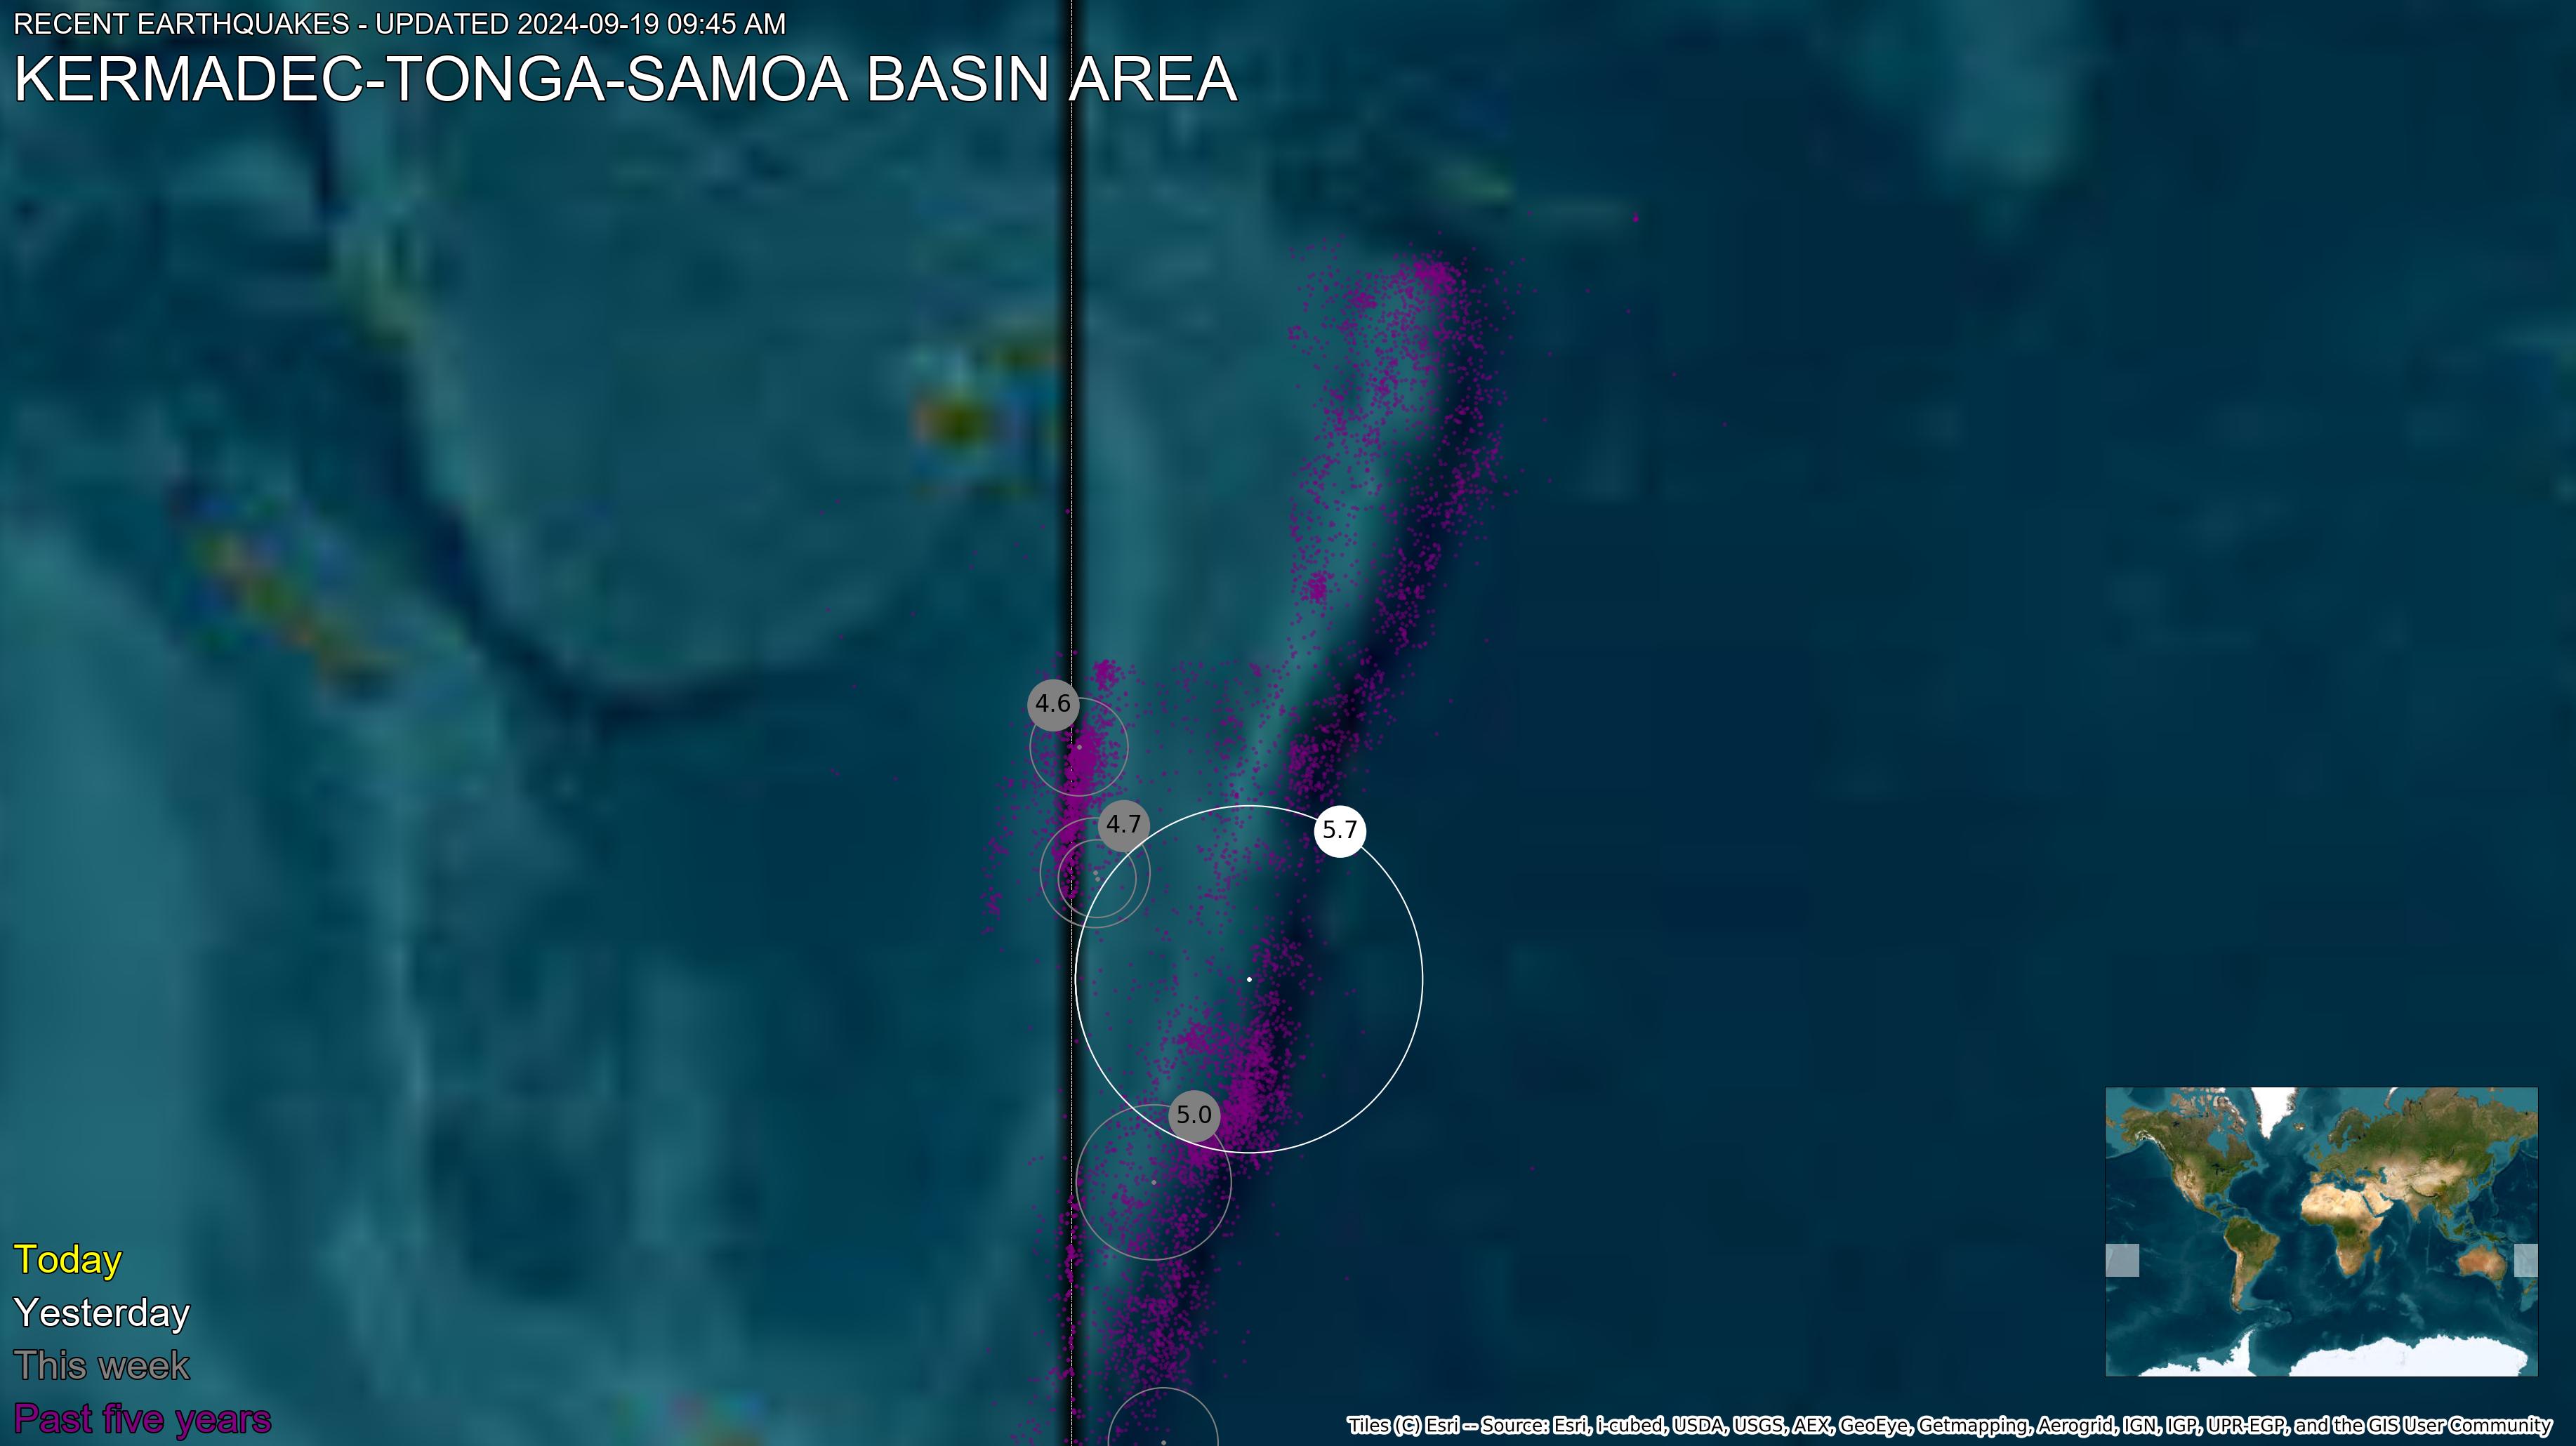 RECENT EARTHQUAKES - UPDATED 2024-09-19 09:45 AM
KERMADEC-TONGA-SAMOA BASIN AREA
4.6
4.7
5.7
5.0
Today
Yesterday
This week
Past five years
Tiles (C) Esri -- Source: Esri, i-cubed, USDA, USGS, AEX, GeoEye, Getmapping, Aerogrid, IGN, IGP, UPR-EGP, and the GIS User Community